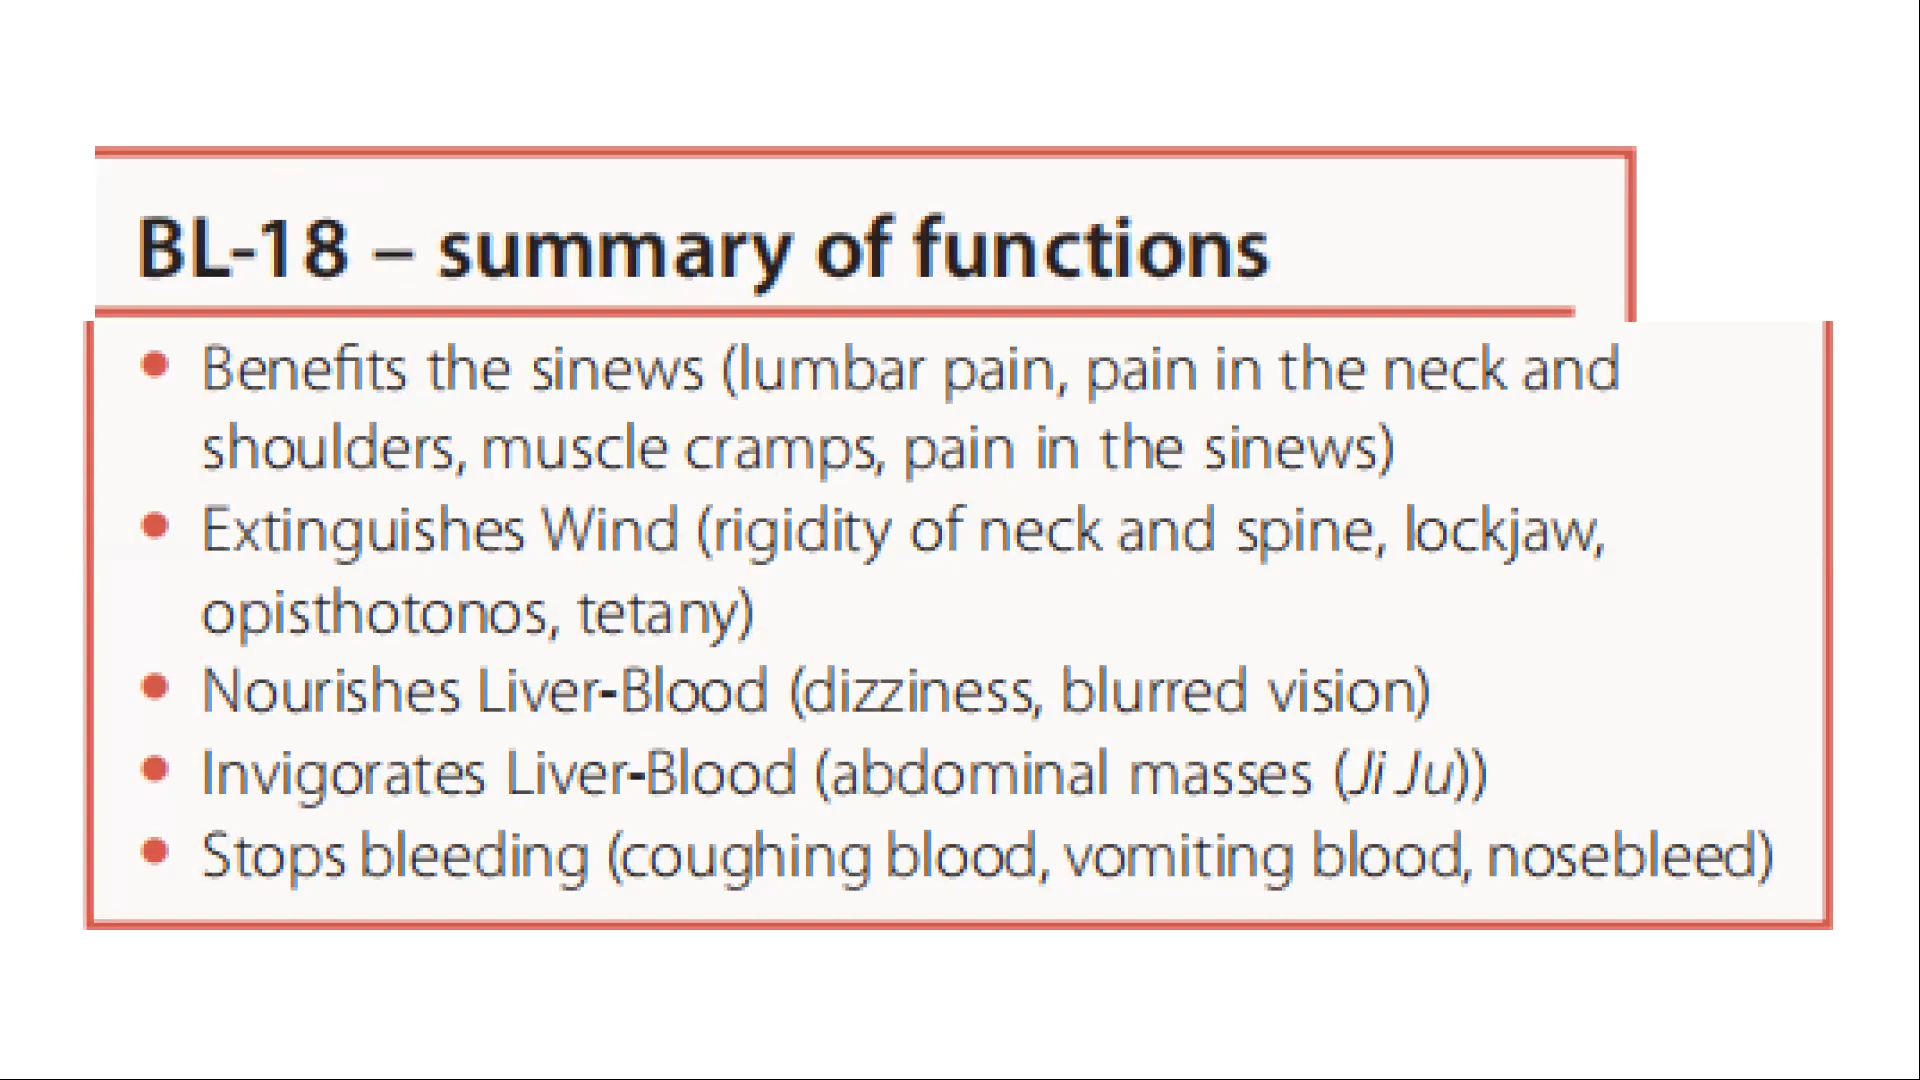 BL-18 – summary of functions
• Benefits the sinews (lumbar pain, pain in the neck and
shoulders, muscle cramps, pain in the sinews)
• Extinguishes Wind (rigidity of neck and spine, lockjaw,
opisthotonos, tetany)
• Nourishes Liver-Blood (dizziness, blurred vision)
• Invigorates Liver-Blood (abdominal masses (Ji Ju))
• Stops bleeding (coughing blood, vomiting blood, nosebleed)